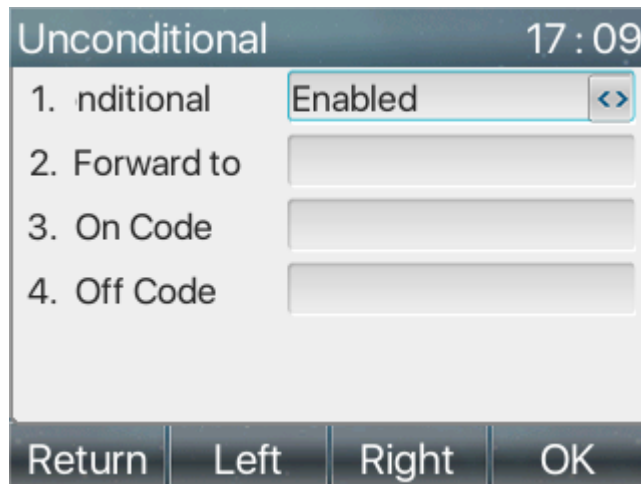 Unconditional 17:09
1. nditional Enabled
2. Forward to
3. On Code
4. Off Code
Return Left Right OK